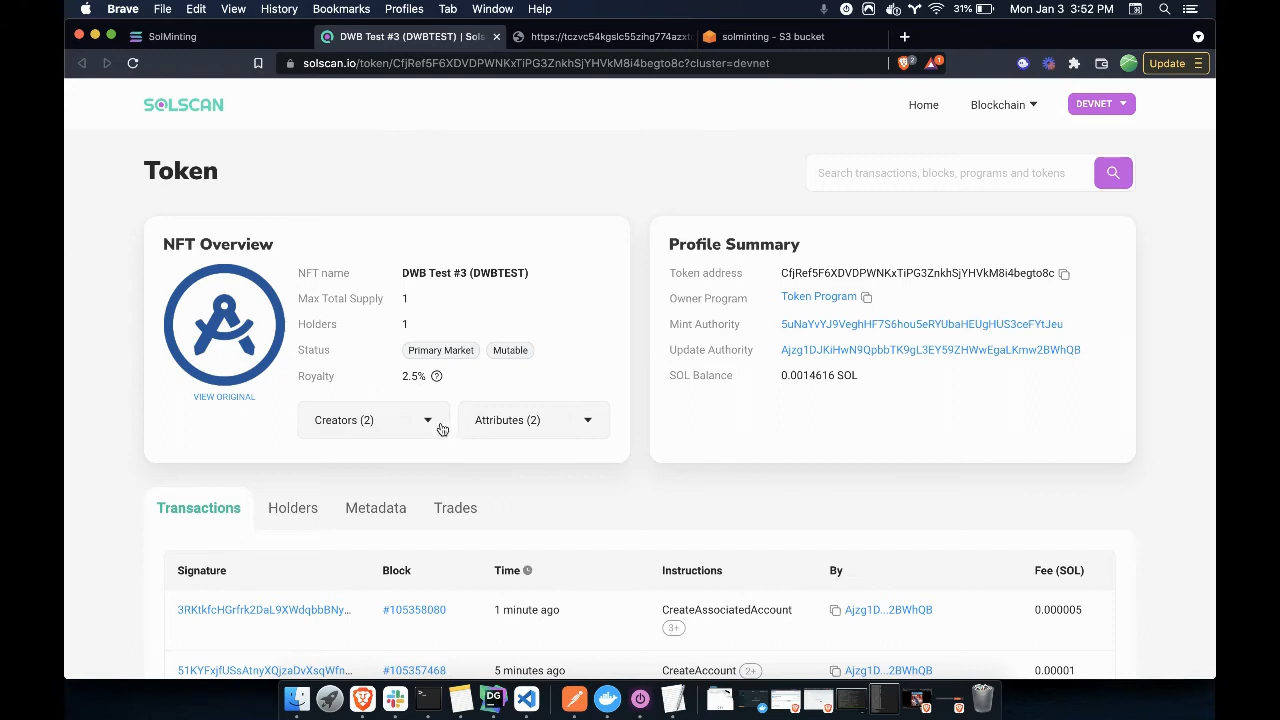 Brave File Edit View History Bookmarks Profiles Tab Window Help 31% Mon Jan 3 3:52 PM
SolMinting
DWB Test #3 (DWBTEST) | Sols
https://tczvc54kgslc55zihg774azxt
solminting - S3 bucket
solscan.io/token/CfjRef5F6XDVDPWNKxTiPG3ZnkhSjYHVkM8i4begto8c?cluster=devnet
2
1
Update
SOLSCAN
Home
Blockchain
DEVNET
Token
Search transactions, blocks, programs and tokens
NFT Overview
NFT name DWB Test #3 (DWBTEST)
Max Total Supply 1
Holders 1
Status Primary Market Mutable
Royalty 2.5%
VIEW ORIGINAL
Creators (2)
Attributes (2)
Profile Summary
Token address CfjRef5F6XDVDPWNKxTiPG3ZnkhSjYHVkM8i4begto8c
Owner Program Token Program
Mint Authority 5uNaYvYJ9VeghHF7S6hou5eRYUbaHEUgHUS3ceFYtJeu
Update Authority Ajzg1DJKiHwN9QpbbTK9gL3EY59ZHWwEgaLKmw2BWhQB
SOL Balance 0.0014616 SOL
Transactions Holders Metadata Trades
Signature Block Time Instructions By Fee (SOL)
3RKtkfcHGrfrk2DaL9XWdqbbBNy... #105358080 1 minute ago CreateAssociatedAccount Ajzg1D...2BWhQB 0.000005
3+
51KYFxjfUSsAtnyXQjzaDvXsqWfn... #105357468 5 minutes ago CreateAccount 2+ Ajzg1D...2BWhQB 0.00001